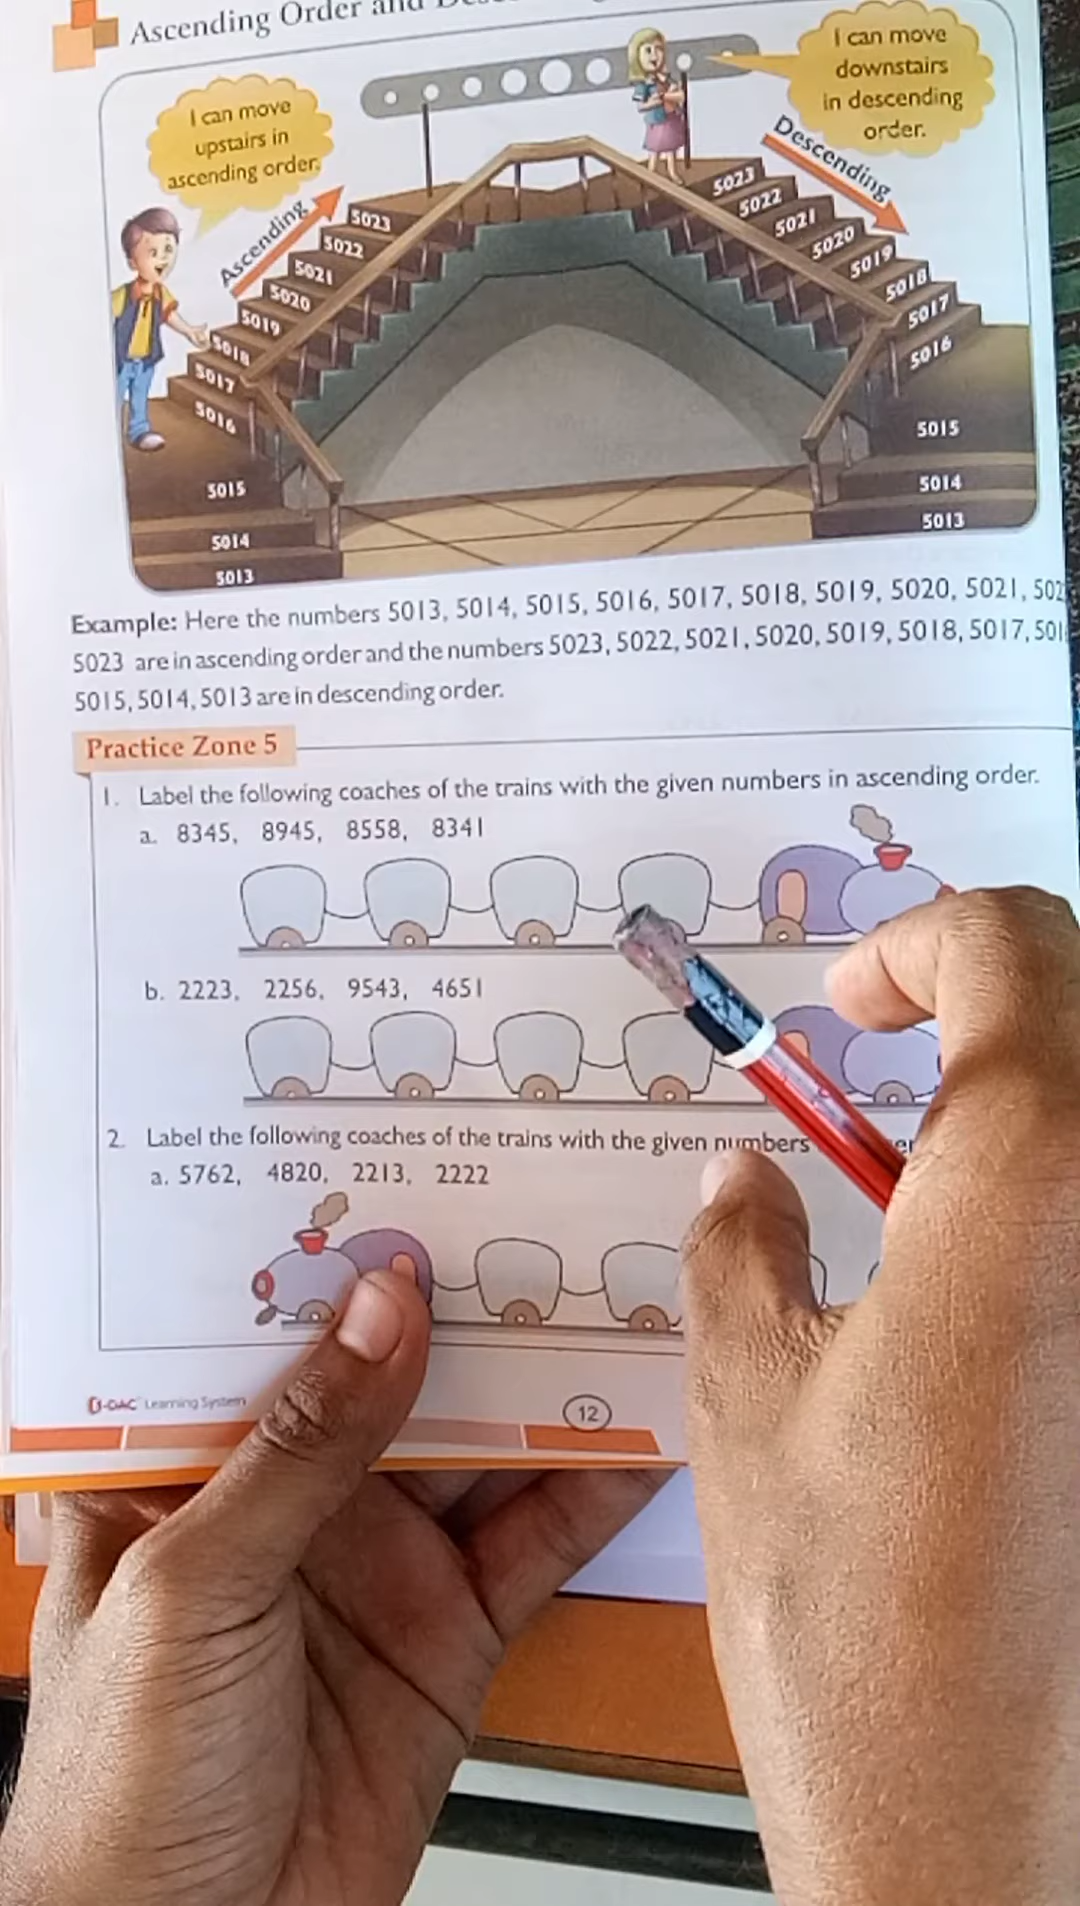 Ascending Order and
I can move
upstairs in
ascending order.
I can move
downstairs
in descending
order.
Ascending
Descending
5023
5022
5021
5020
5019
5018
5017
5016
5015
5014
5013
5023
5022
5021
5020
5019
5018
5017
5016
5015
5014
5013
Example: Here the numbers 5013, 5014, 5015, 5016, 5017, 5018, 5019, 5020, 5021,
5023 are in ascending order and the numbers 5023, 5022, 5021, 5020, 5019, 5018, 5017,
5015, 5014, 5013 are in descending order.
Practice Zone 5
1. Label the following coaches of the trains with the given numbers in ascending order.
a. 8345, 8945, 8558, 8341
b. 2223, 2256, 9543, 4651
2. Label the following coaches of the trains with the given numbers
a. 5762, 4820, 2213, 2222
Learning System
12